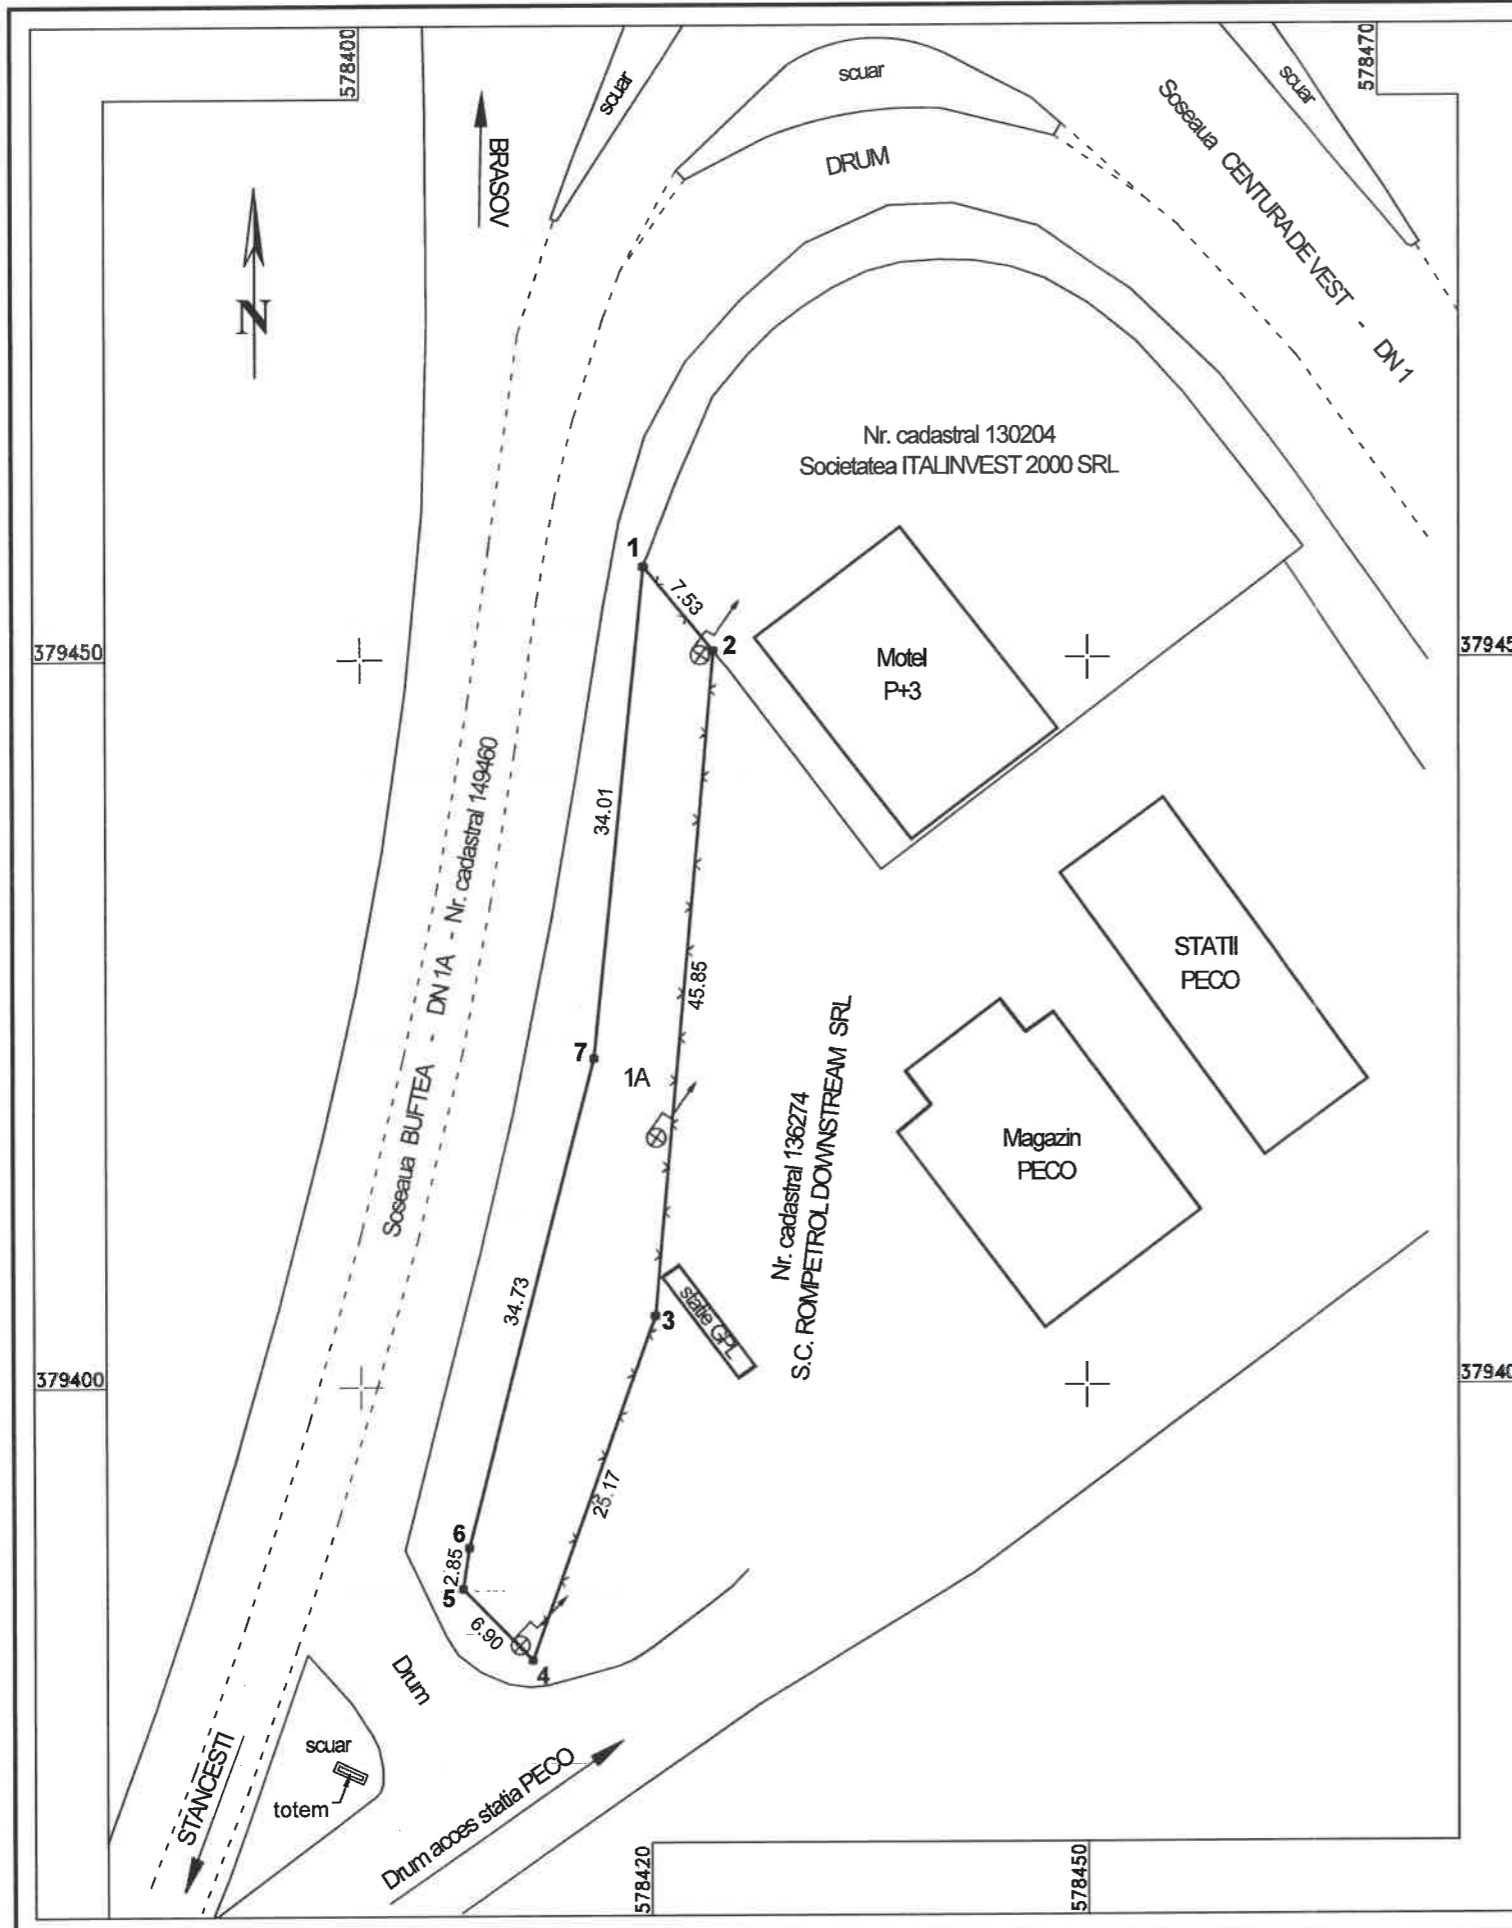 578400
578470
scuar
scuar
scuar
BRASOV
DRUM
Soseaua CENTURA DE VEST - DN 1
N
Nr. cadastral 130204
Societatea ITALINVEST 2000 SRL
1
7.53
2
379450
Motel
P+3
34.01
Soseaua BUFTEA - DN 1A - Nr. cadastral 149460
45.85
STATII
PECO
7
1A
Nr. cadastral 136274
S.C. ROMPETROL DOWNSTREAM SRL
Magazin
PECO
34.73
statie GPL
3
379400
25.17
6
2.85
5
6.90
4
Drum
STANCESTI
scuar
totem
Drum acces statia PECO
578420
578450